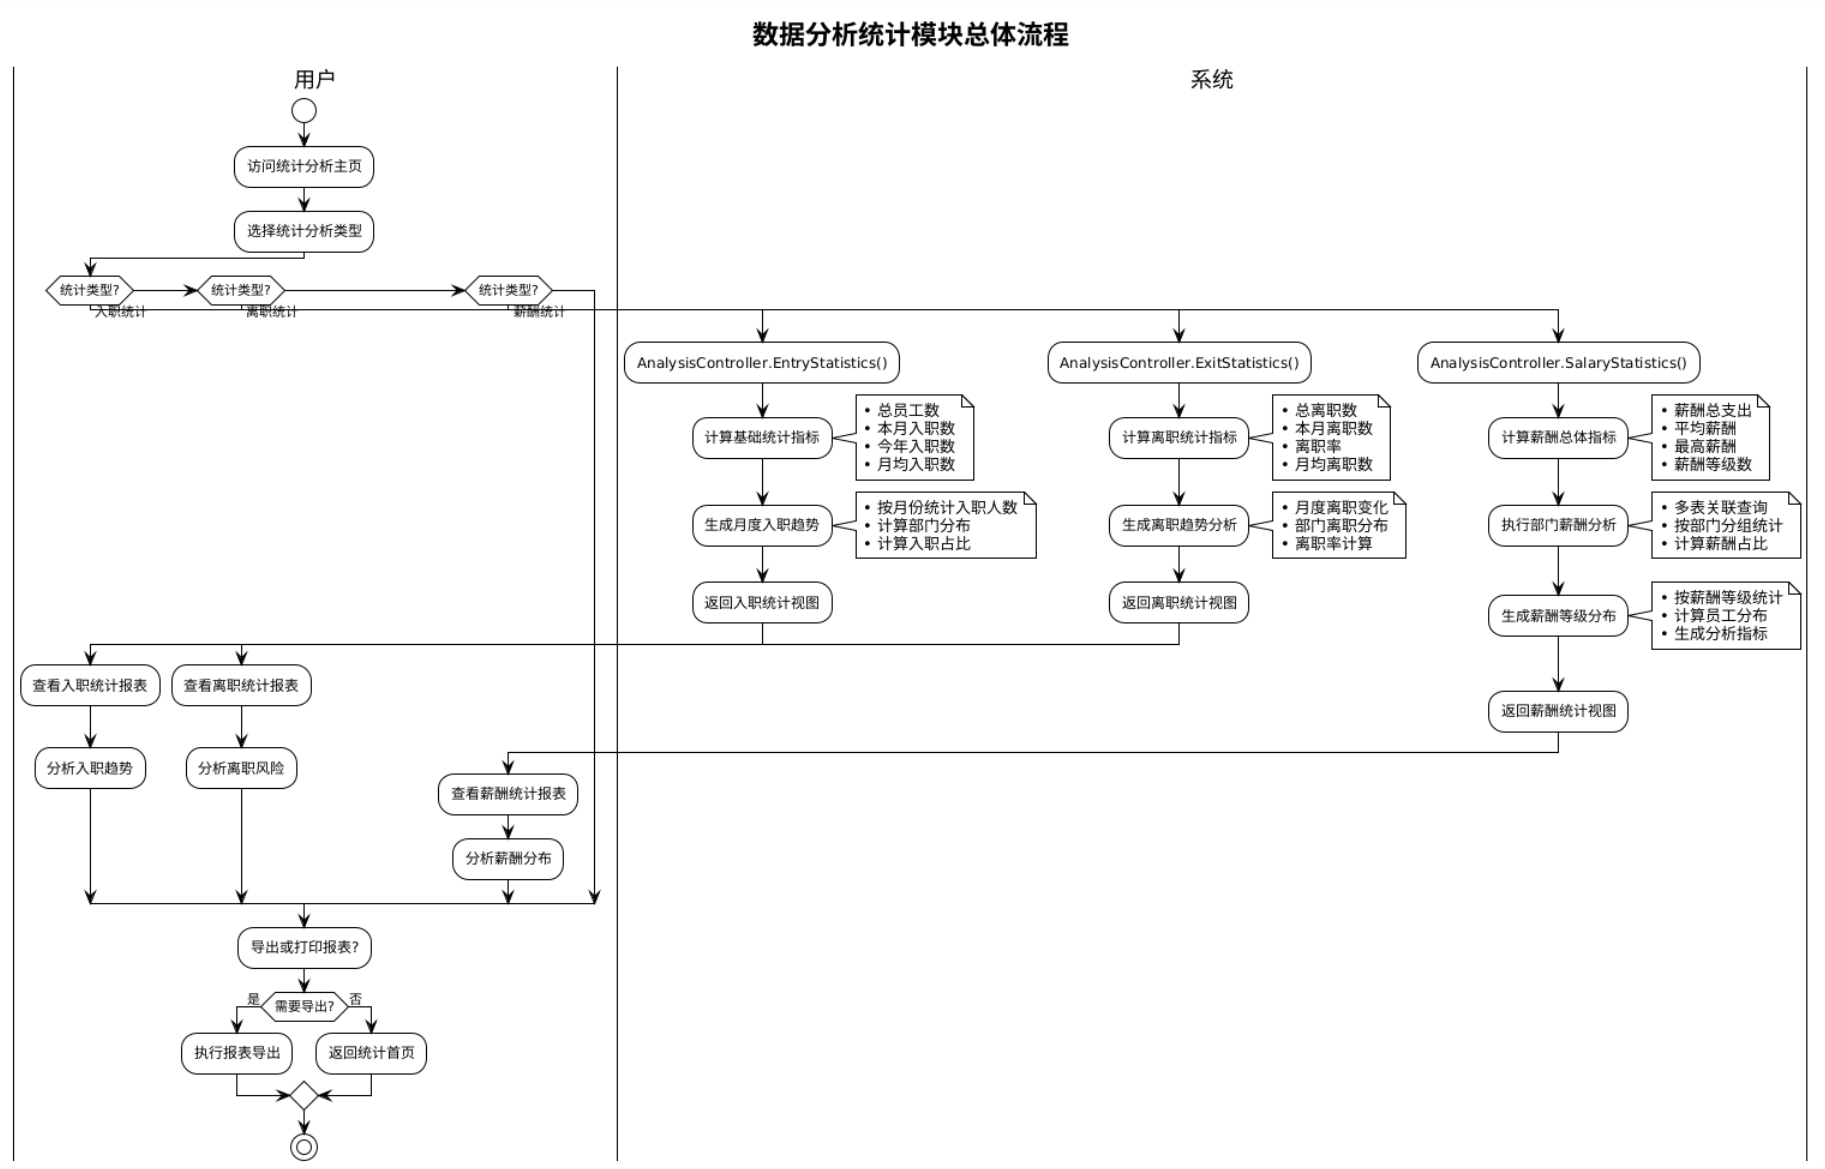 数据分析统计模块总体流程
用户
系统
访问统计分析主页
选择统计分析类型
统计类型?
统计类型?
统计类型?
入职统计
离职统计
薪酬统计
AnalysisController.EntryStatistics()
AnalysisController.ExitStatistics()
AnalysisController.SalaryStatistics()
计算基础统计指标
• 总员工数
• 本月入职数
• 今年入职数
• 月均入职数
计算离职统计指标
• 总离职数
• 本月离职数
• 离职率
• 月均离职数
计算薪酬总体指标
• 薪酬总支出
• 平均薪酬
• 最高薪酬
• 薪酬等级数
生成月度入职趋势
• 按月份统计入职人数
• 计算部门分布
• 计算入职占比
生成离职趋势分析
• 月度离职变化
• 部门离职分布
• 离职率计算
执行部门薪酬分析
• 多表关联查询
• 按部门分组统计
• 计算薪酬占比
返回入职统计视图
返回离职统计视图
生成薪酬等级分布
• 按薪酬等级统计
• 计算员工分布
• 生成分析指标
查看入职统计报表
查看离职统计报表
返回薪酬统计视图
分析入职趋势
分析离职风险
查看薪酬统计报表
分析薪酬分布
导出或打印报表?
是
需要导出?
否
执行报表导出
返回统计首页